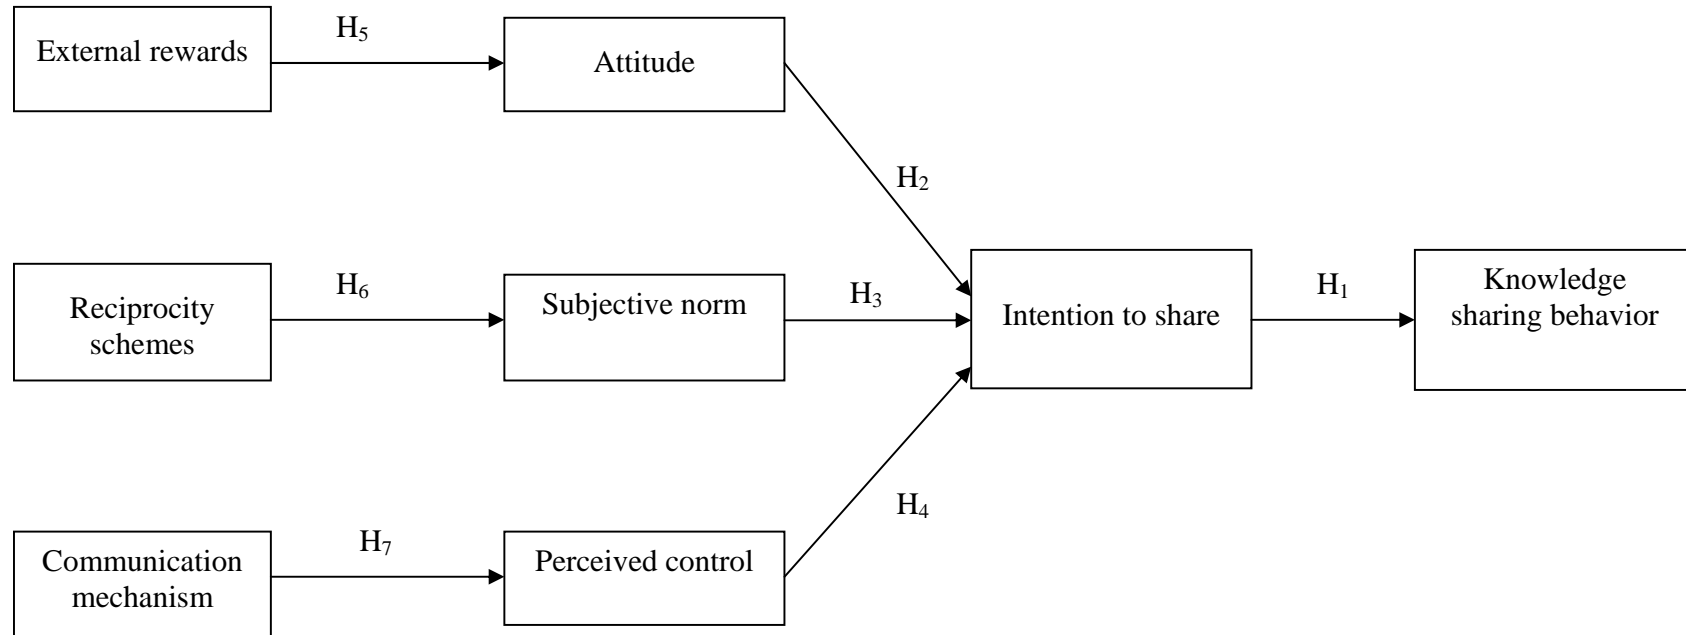 External rewards
H5
Attitude
H2
Reciprocity
schemes
H6
Subjective norm
H3
Intention to share
H1
Knowledge
sharing behavior
H4
Communication
mechanism
H7
Perceived control